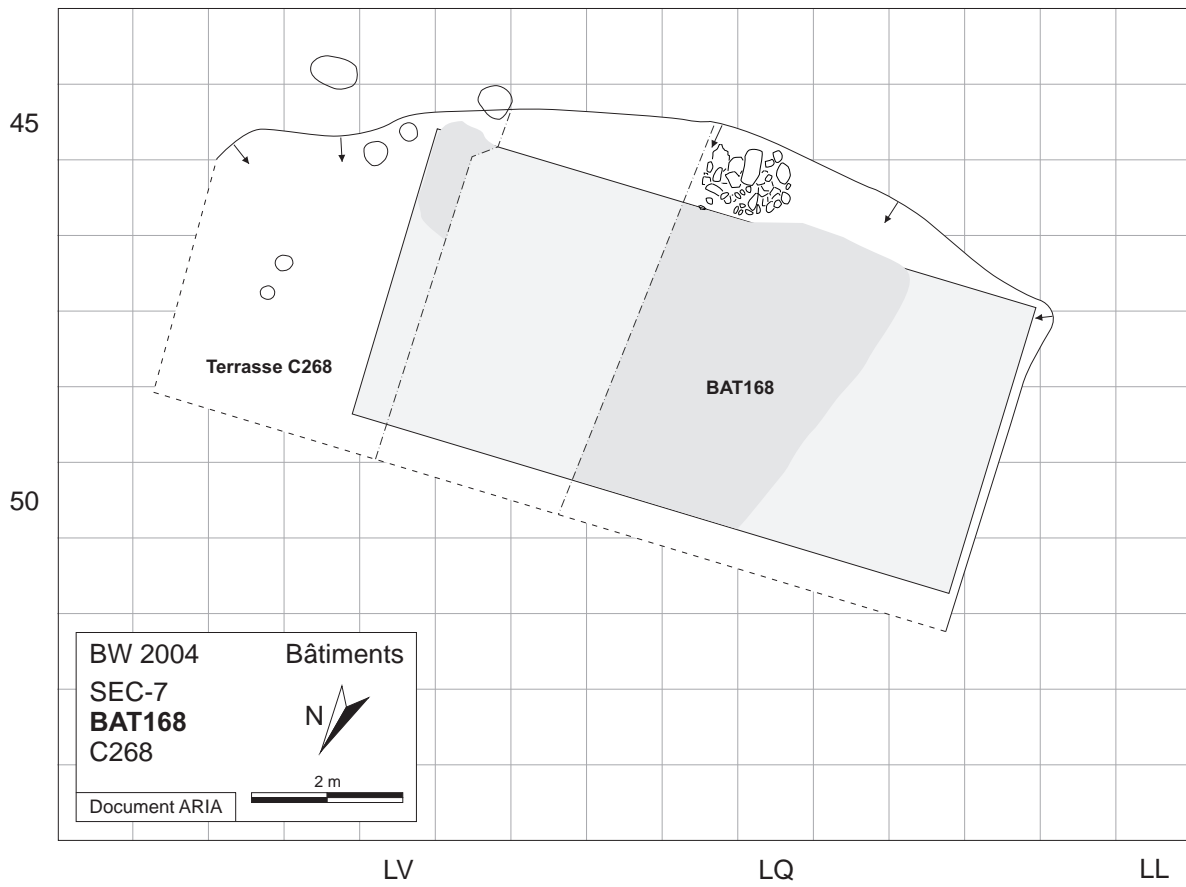 45
Terrasse C268
BAT168
50
BW 2004 Bâtiments
SEC-7
BAT168
C268
N
2 m
Document ARIA
LV LQ LL